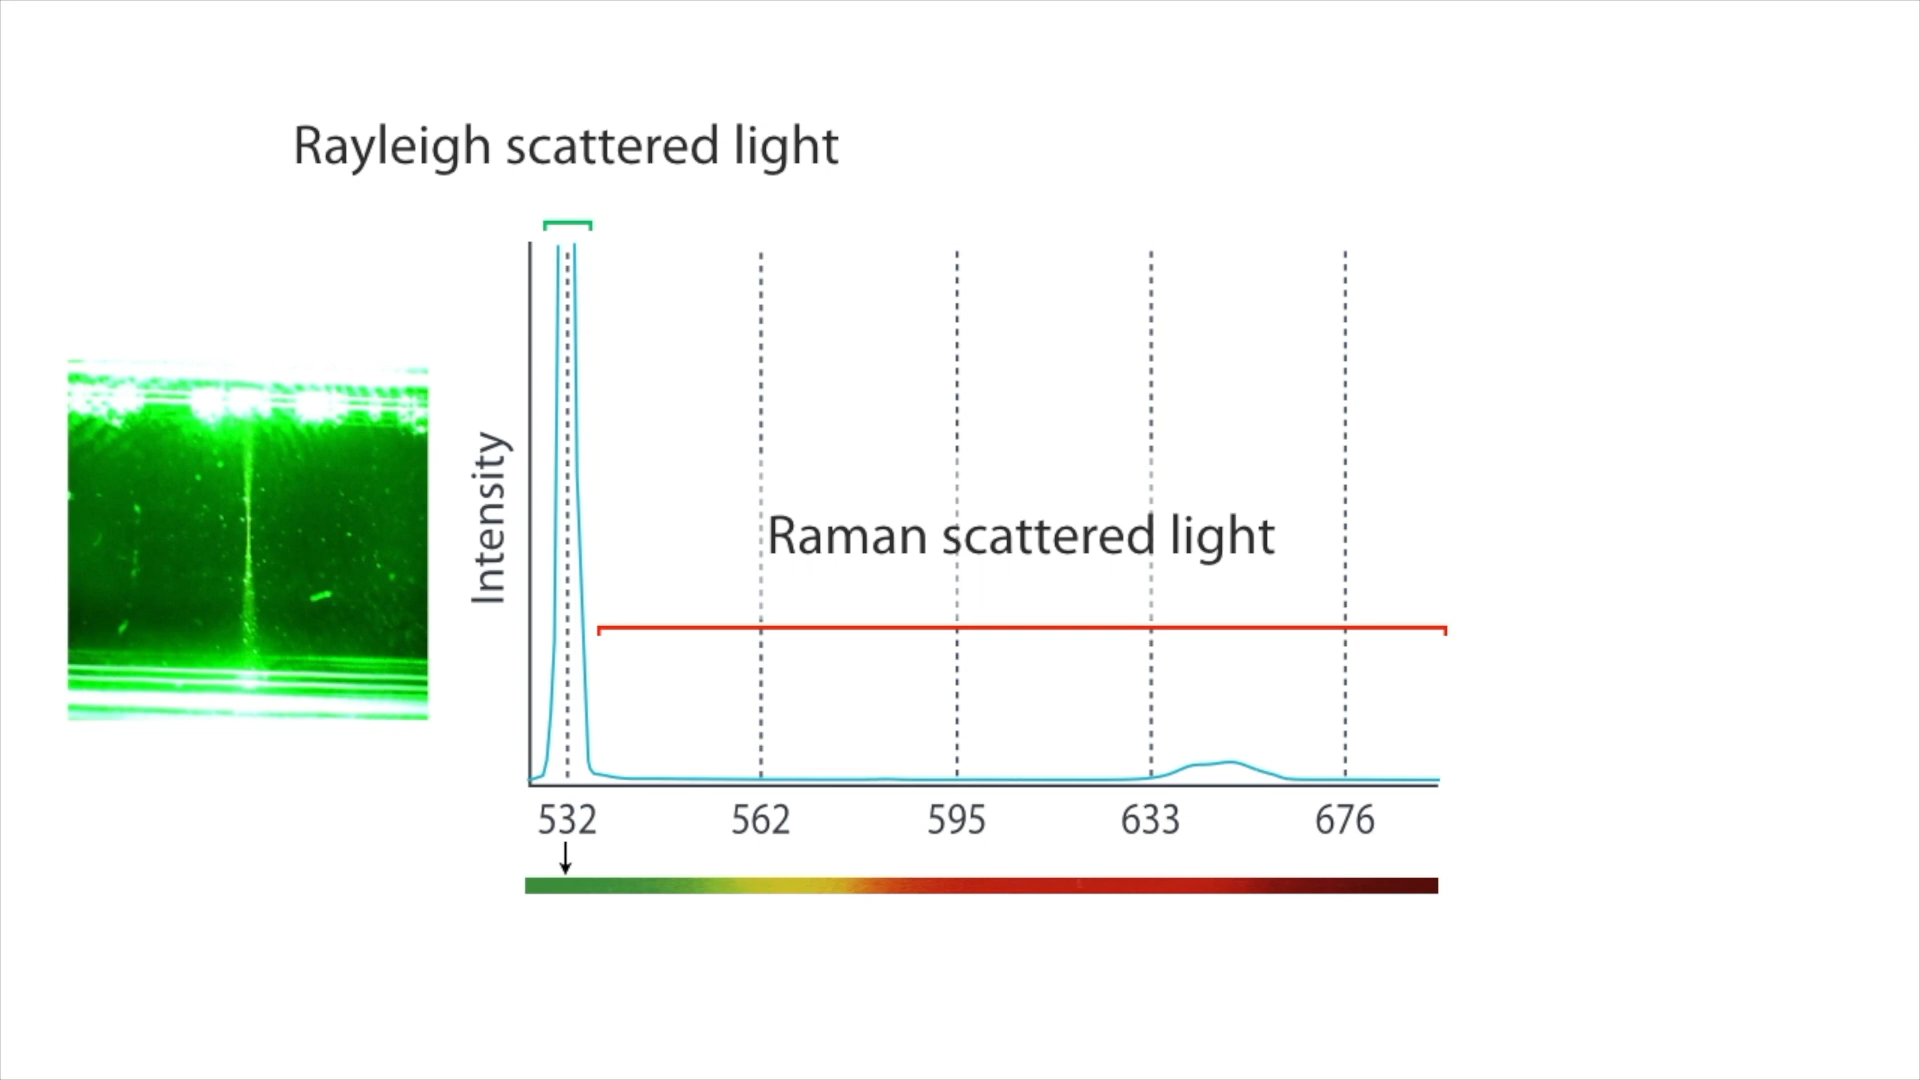 Rayleigh scattered light
Intensity
Raman scattered light
532
562
595
633
676